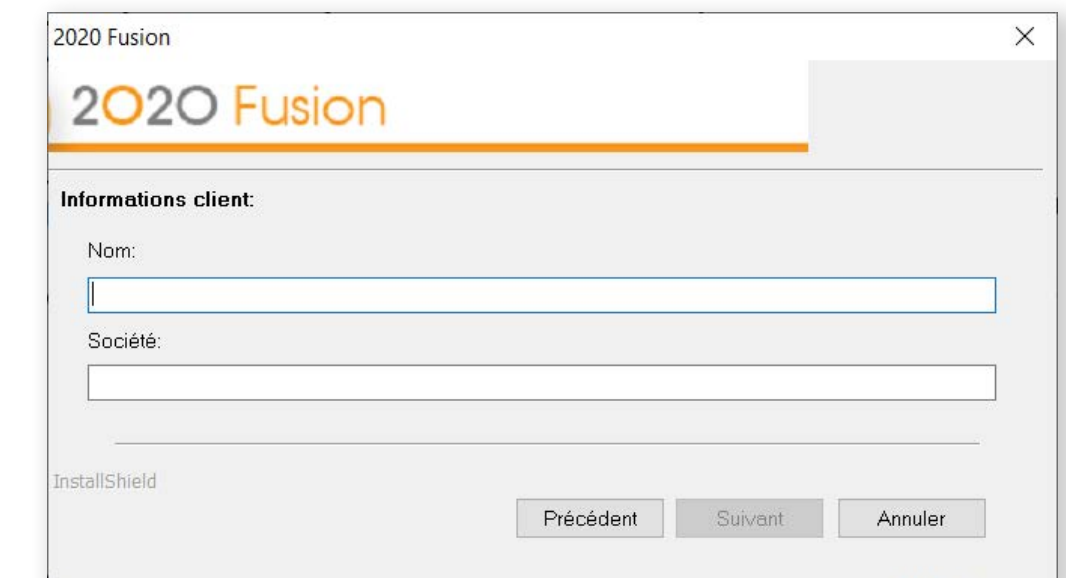 2020 Fusion
2020 Fusion
Informations client:
Nom:
Société:
InstallShield
Précédent Suivant Annuler